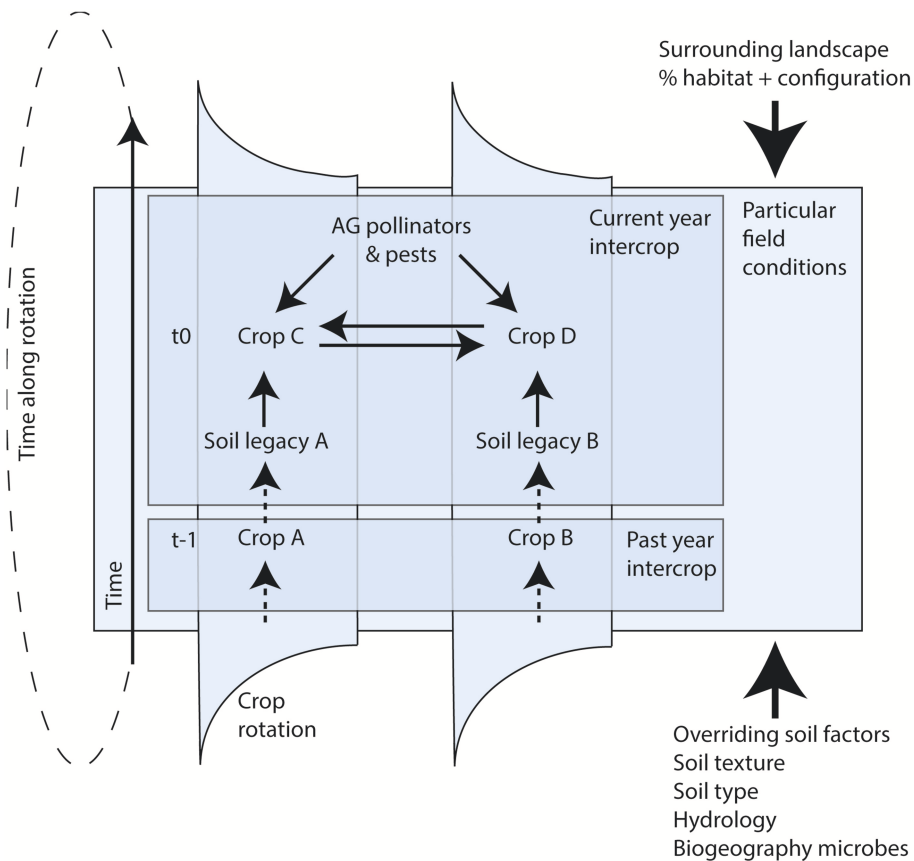 Surrounding landscape
% habitat + configuration
AG pollinators
& pests
Current year
intercrop
Particular
field
conditions
Time along rotation
t0
Crop C
Crop D
Soil legacy A
Soil legacy B
t-1
Crop A
Crop B
Past year
intercrop
Time
Crop
rotation
Overriding soil factors
Soil texture
Soil type
Hydrology
Biogeography microbes